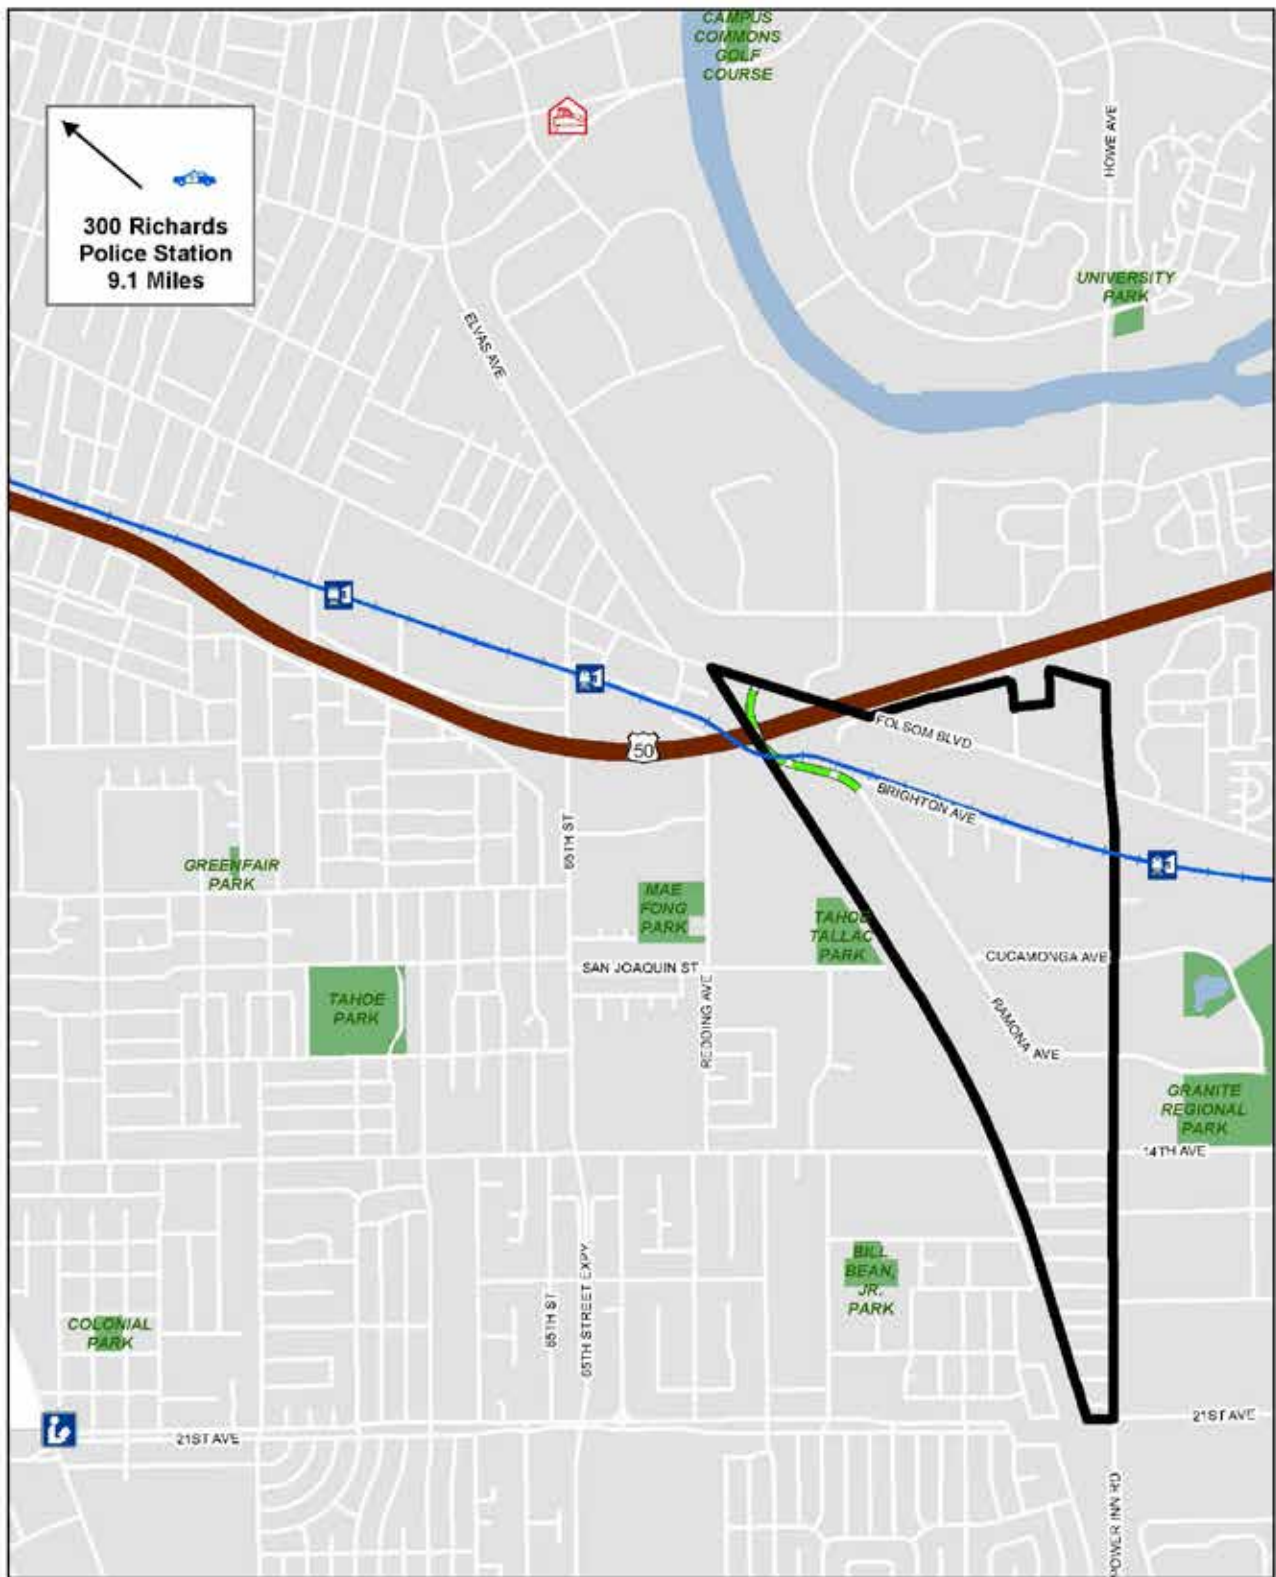 CAMPUS
COMMONS
GOLF
COURSE
HOWE AVE
300 Richards
Police Station
9.1 Miles
UNIVERSITY
PARK
ELVAS AVE
50
FOLSOM BLVD
BRIGHTON AVE
65TH ST
GREENFAIR
PARK
MAE
FONG
PARK
TAHOE
TALLAC
PARK
SAN JOAQUIN ST
CUCAMONGA AVE
TAHOE
PARK
REDDING AVE
RAMONA AVE
GRANITE
REGIONAL
PARK
14TH AVE
BILL
BEAN,
JR.
PARK
65TH ST
65TH STREET EXPY
COLONIAL
PARK
21ST AVE
21ST AVE
POWER INN RD